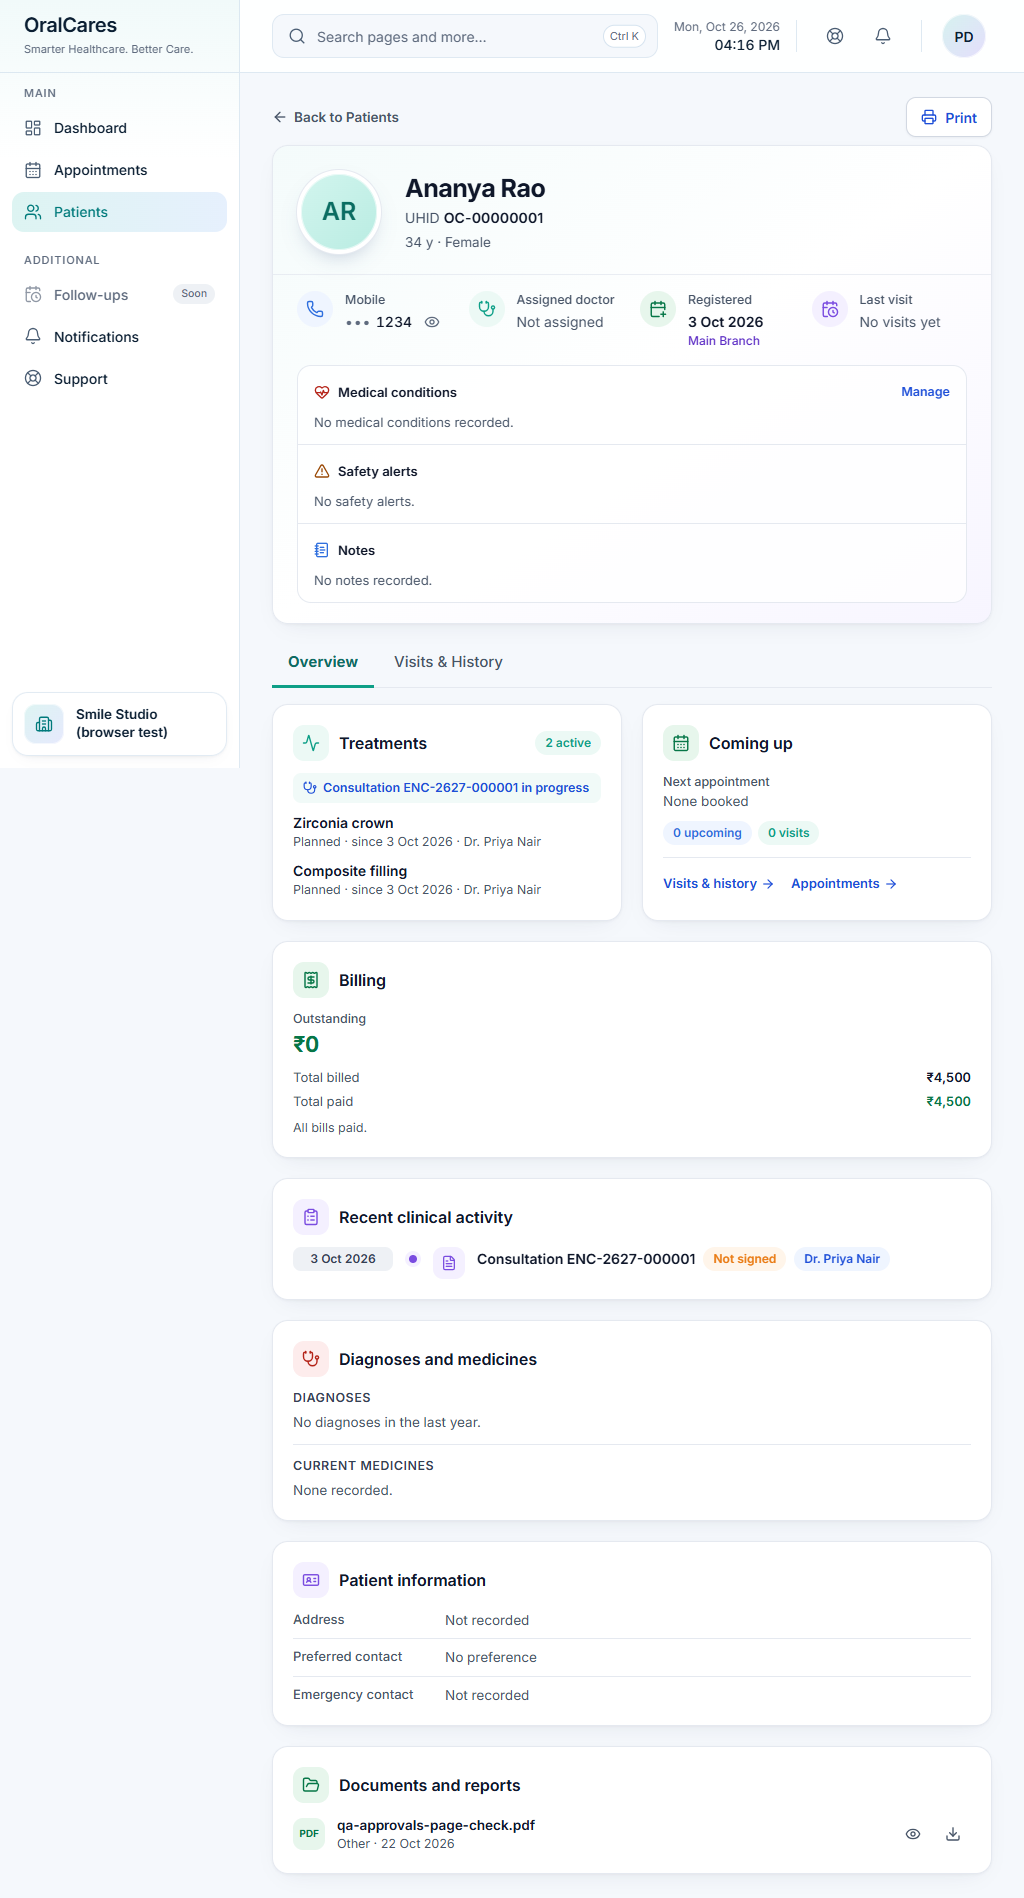 OralCares
Smarter Healthcare. Better Care.
Search pages and more...
Ctrl K
Mon, Oct 26, 2026
04:16 PM
PD
MAIN
Dashboard
Appointments
Patients
ADDITIONAL
Follow-ups
Soon
Notifications
Support
Smile Studio
(browser test)
Back to Patients
Print
AR
Ananya Rao
UHID OC-00000001
34 y · Female
Mobile
••• 1234
Assigned doctor
Not assigned
Registered
3 Oct 2026
Main Branch
Last visit
No visits yet
Medical conditions
Manage
No medical conditions recorded.
Safety alerts
No safety alerts.
Notes
No notes recorded.
Overview
Visits & History
Treatments
2 active
Consultation ENC-2627-000001 in progress
Zirconia crown
Planned · since 3 Oct 2026 · Dr. Priya Nair
Composite filling
Planned · since 3 Oct 2026 · Dr. Priya Nair
Coming up
Next appointment
None booked
0 upcoming
0 visits
Visits & history →
Appointments →
Billing
Outstanding
₹0
Total billed
₹4,500
Total paid
₹4,500
All bills paid.
Recent clinical activity
3 Oct 2026
Consultation ENC-2627-000001
Not signed
Dr. Priya Nair
Diagnoses and medicines
DIAGNOSES
No diagnoses in the last year.
CURRENT MEDICINES
None recorded.
Patient information
Address
Not recorded
Preferred contact
No preference
Emergency contact
Not recorded
Documents and reports
PDF
qa-approvals-page-check.pdf
Other · 22 Oct 2026